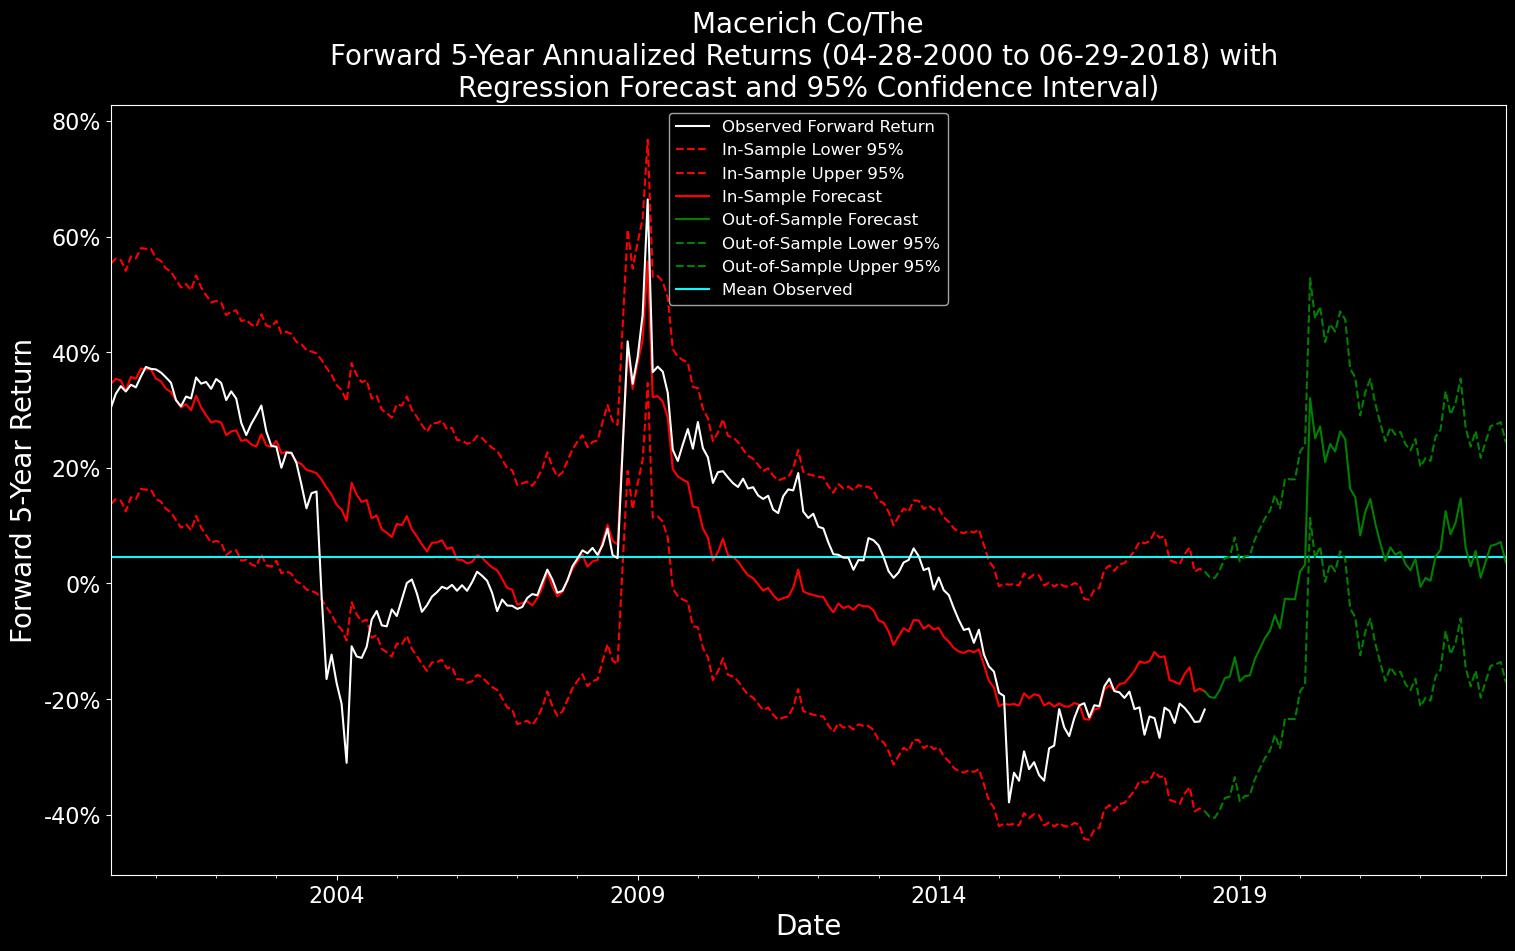 Macerich Co/The
Forward 5-Year Annualized Returns (04-28-2000 to 06-29-2018) with
Regression Forecast and 95% Confidence Interval)
80%
60%
40%
20%
0%
-20%
-40%
Forward 5-Year Return
Observed Forward Return
In-Sample Lower 95%
In-Sample Upper 95%
In-Sample Forecast
Out-of-Sample Forecast
Out-of-Sample Lower 95%
Out-of-Sample Upper 95%
Mean Observed
2004
2009
2014
2019
Date